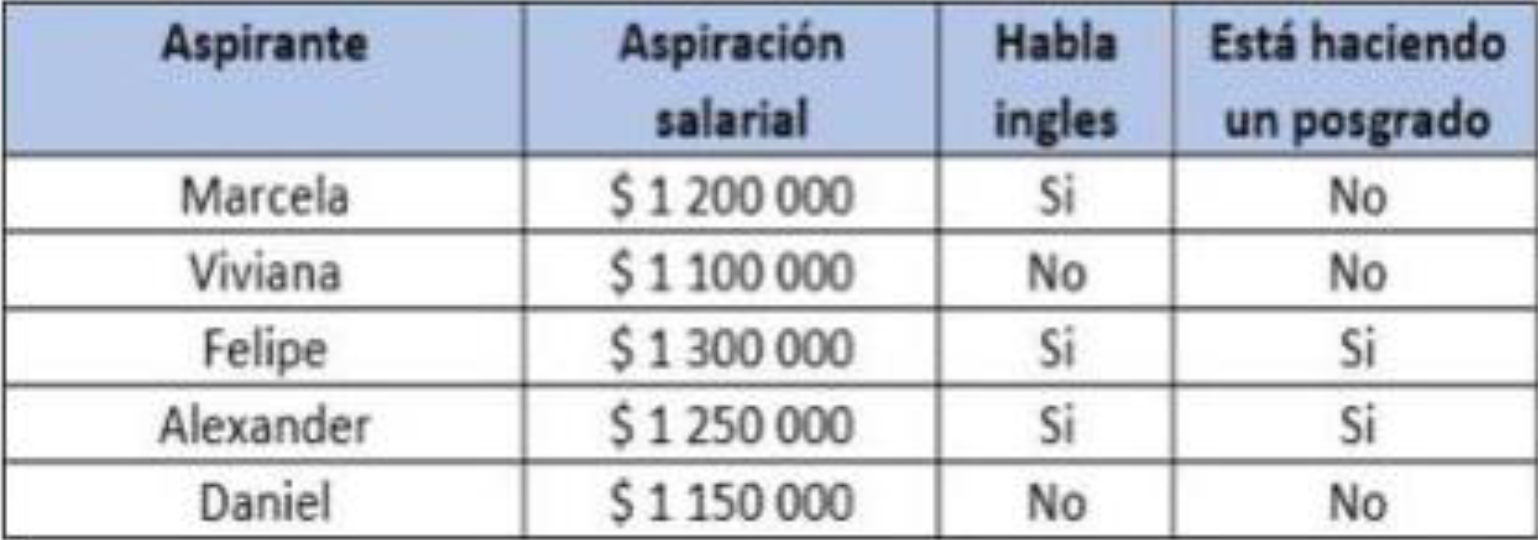 Aspirante Aspiración salarial Habla ingles Está haciendo un posgrado
Marcela $ 1 200 000 Si No
Viviana $ 1 100 000 No No
Felipe $ 1 300 000 Si Si
Alexander $ 1 250 000 Si Si
Daniel $ 1 150 000 No No